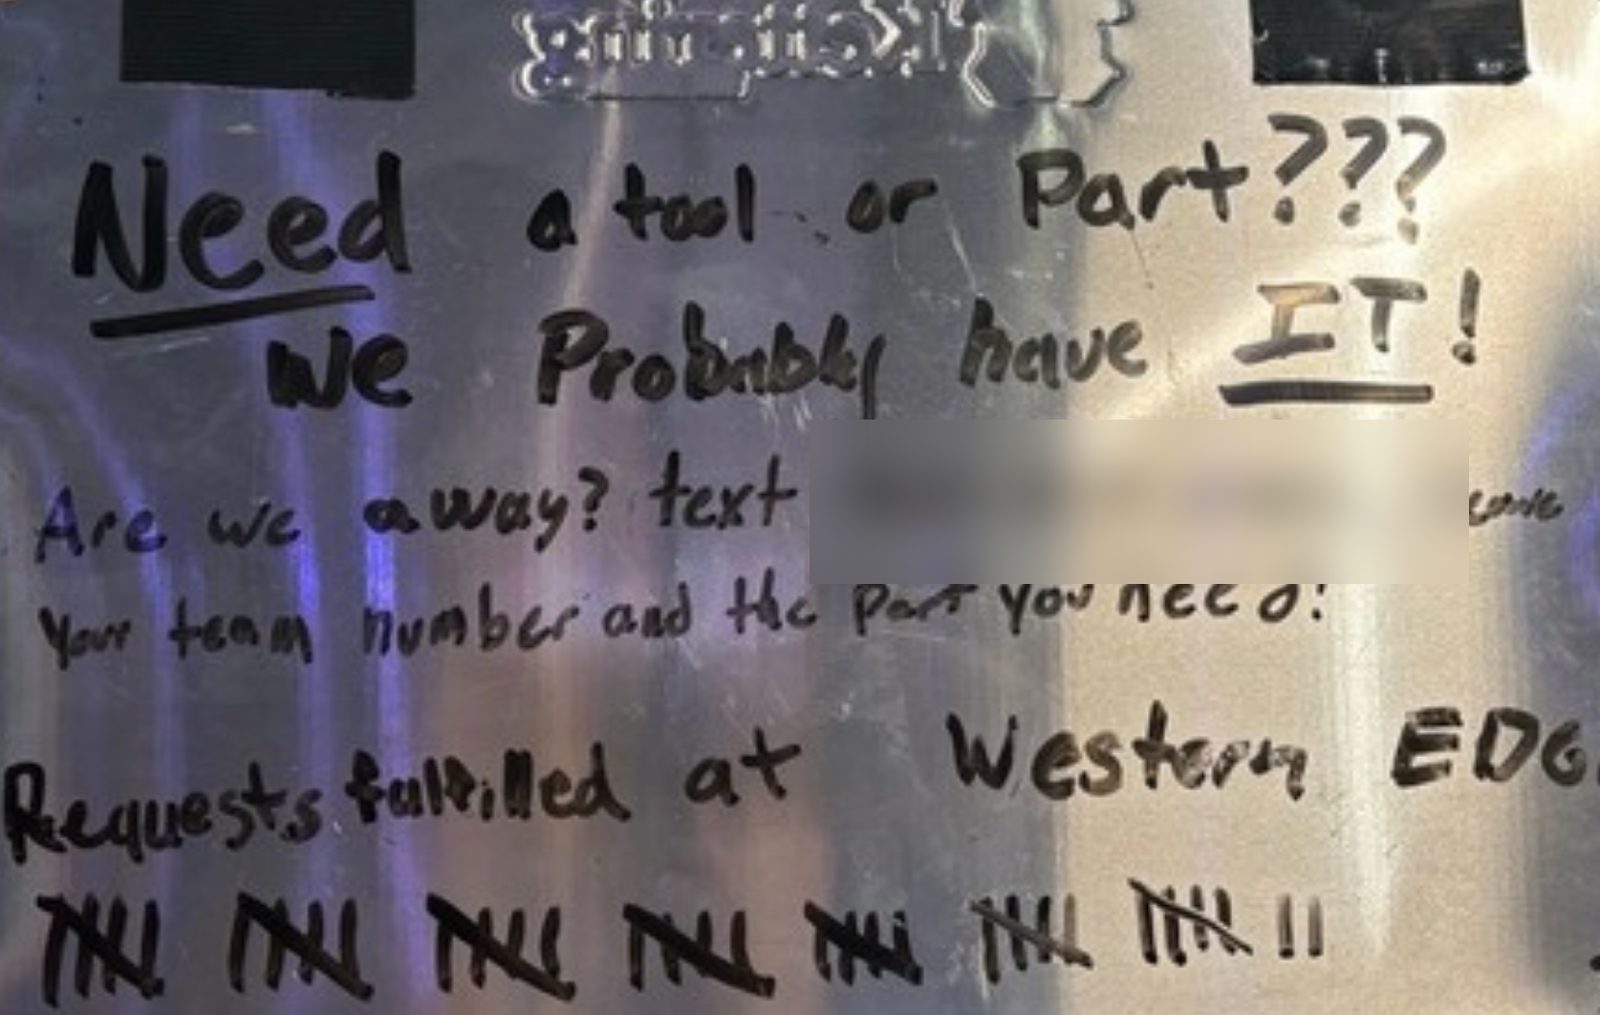 Need a tool or Part???
we Probably have IT!
Are we away? text
Your team number and the part you need!
Requests fulfilled at Western EDG